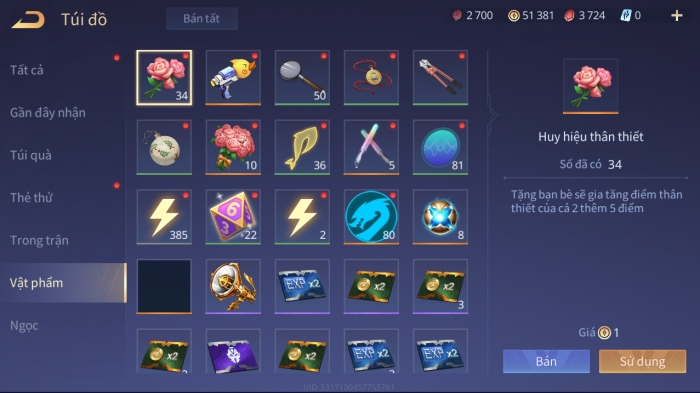 Túi đồ
Bán tất
2 700
51 381
3 724
0
Tất cả
Gần đây nhận
Túi quà
Thẻ thử
Trong trận
Vật phẩm
Ngọc
34
50
10
36
5
81
385
6
22
2
80
8
EXP x2
x2
x2
3
x2
x2
EXP x2
EXP x2
Huy hiệu thân thiết
Số đã có 34
Tặng bạn bè sẽ gia tăng điểm thân
thiết của cả 2 thêm 5 điểm
Giá 1
Bán
Sử dụng